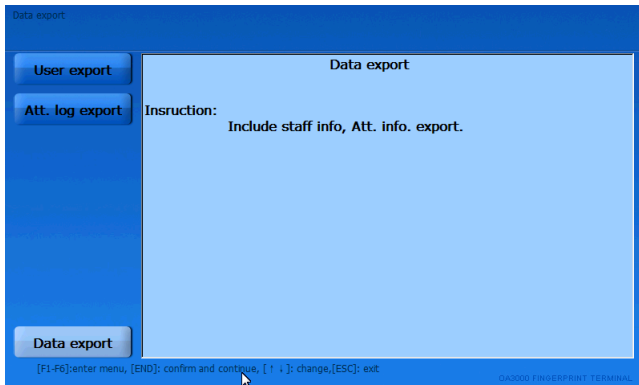 Data export
User export
Att. log export
Data export
Insruction:
Include staff info, Att. info. export.
Data export
[F1-F6]:enter menu, [END]: confirm and continue, [ ↑ ↓ ]: change,[ESC]: exit
OA3000 FINGERPRINT TERMINAL